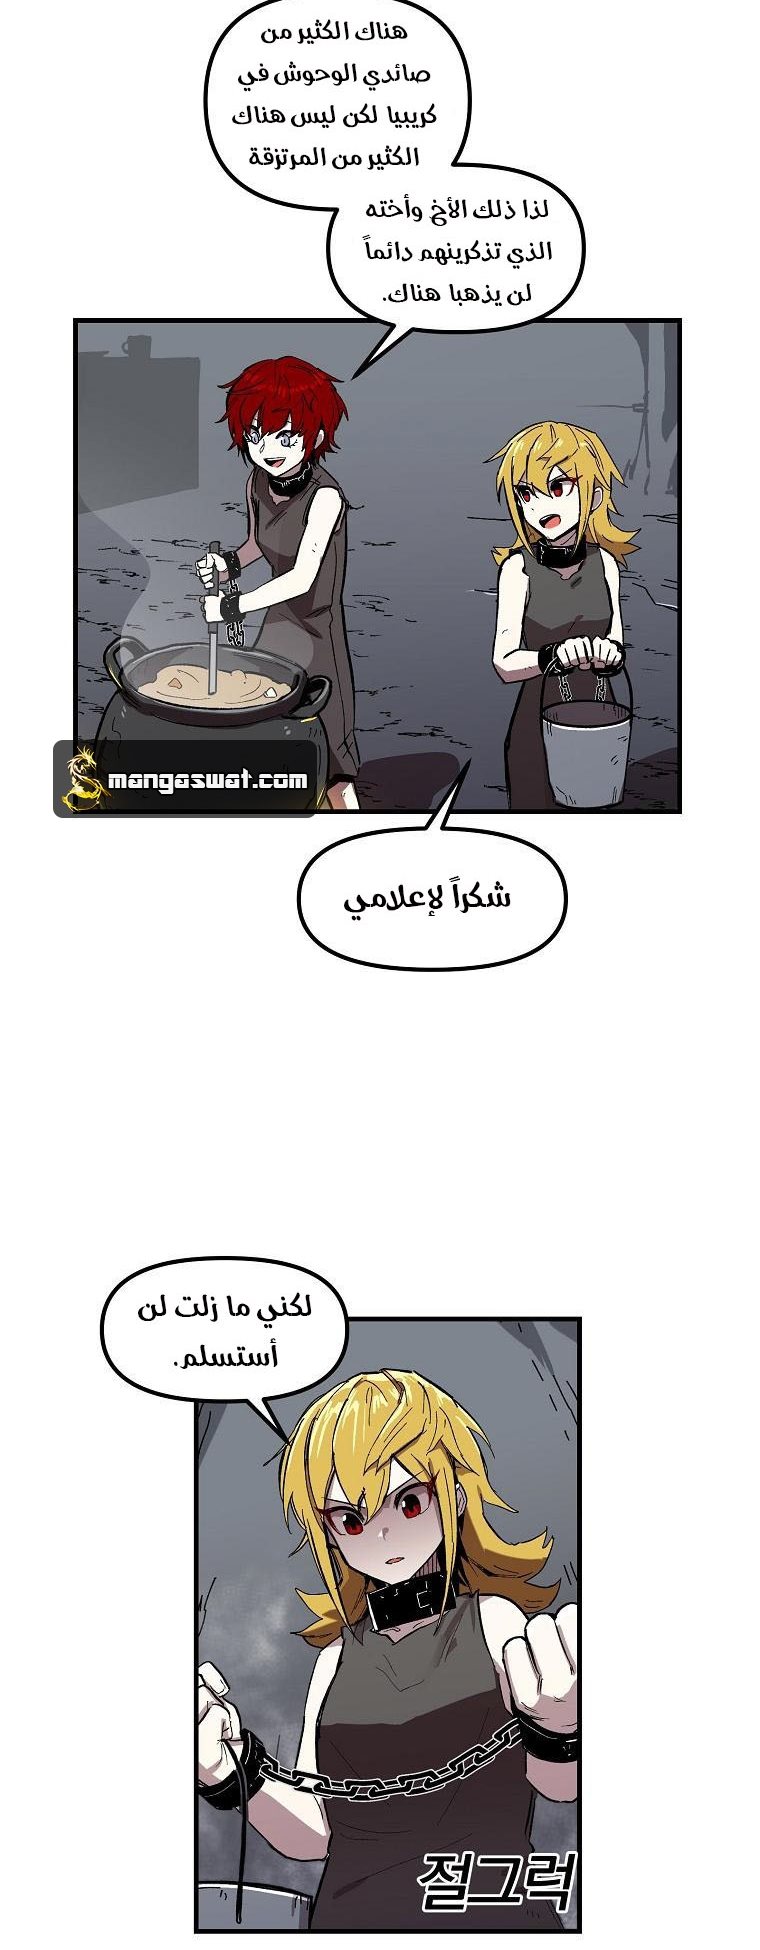 هناك الكثير من
صائدي الوحوش في
كريبيا لكن ليس هناك
الكثير من المرتزقة
لذا ذلك الأخ وأخته
الذي تذكرينهم دائماً
لن يذهبا هناك.
mangaswat.com
شكراً لإعلامي
لكني ما زلت لن
أستسلم.
절그럭